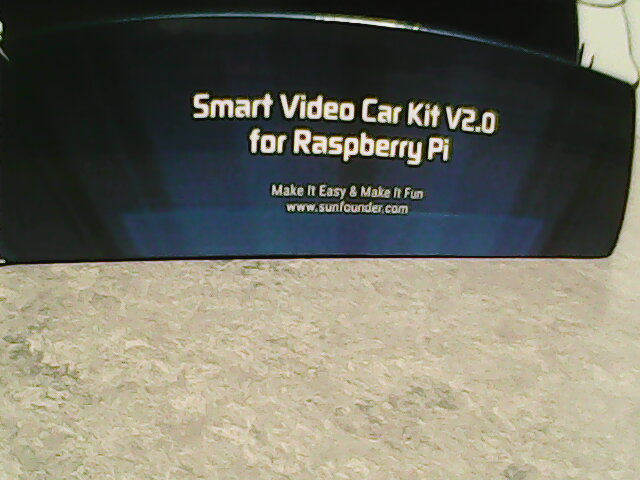 Smart Video Car Kit V2.0
for Raspberry Pi
Make It Easy & Make It Fun
www.sunfounder.com